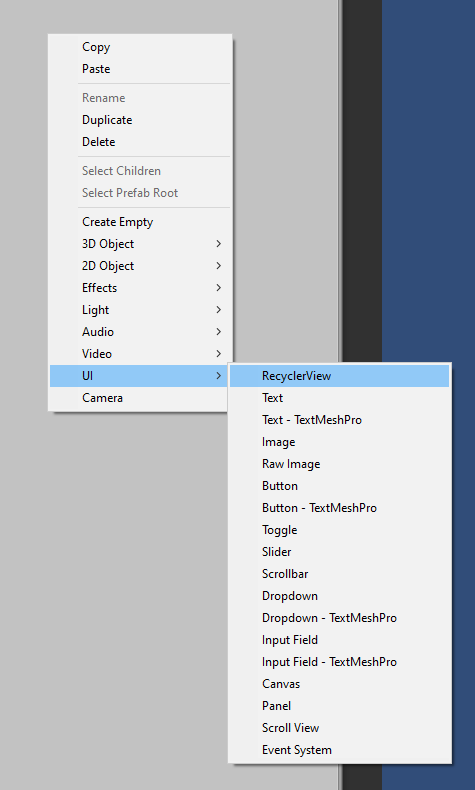 Copy
Paste
Rename
Duplicate
Delete
Select Children
Select Prefab Root
Create Empty
3D Object
2D Object
Effects
Light
Audio
Video
UI
Camera
RecyclerView
Text
Text - TextMeshPro
Image
Raw Image
Button
Button - TextMeshPro
Toggle
Slider
Scrollbar
Dropdown
Dropdown - TextMeshPro
Input Field
Input Field - TextMeshPro
Canvas
Panel
Scroll View
Event System